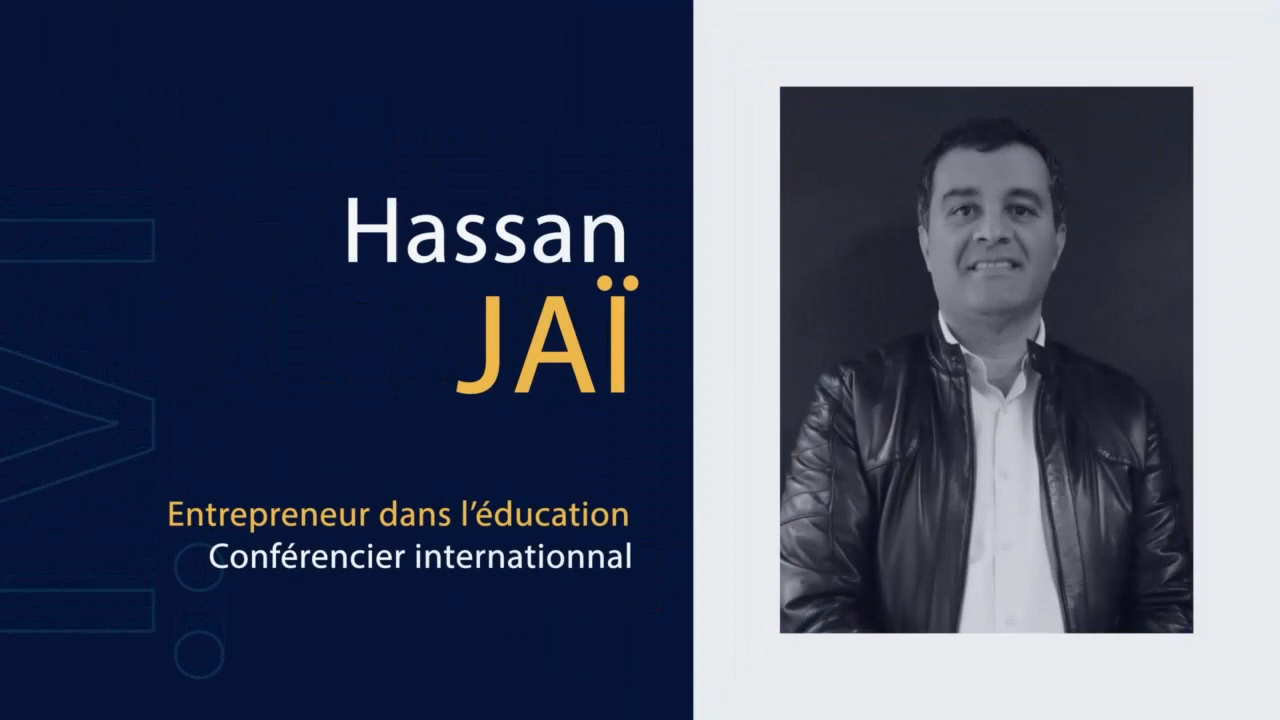 Hassan
JAÏ
Entrepreneur dans l’éducation
Conférencier internationnal